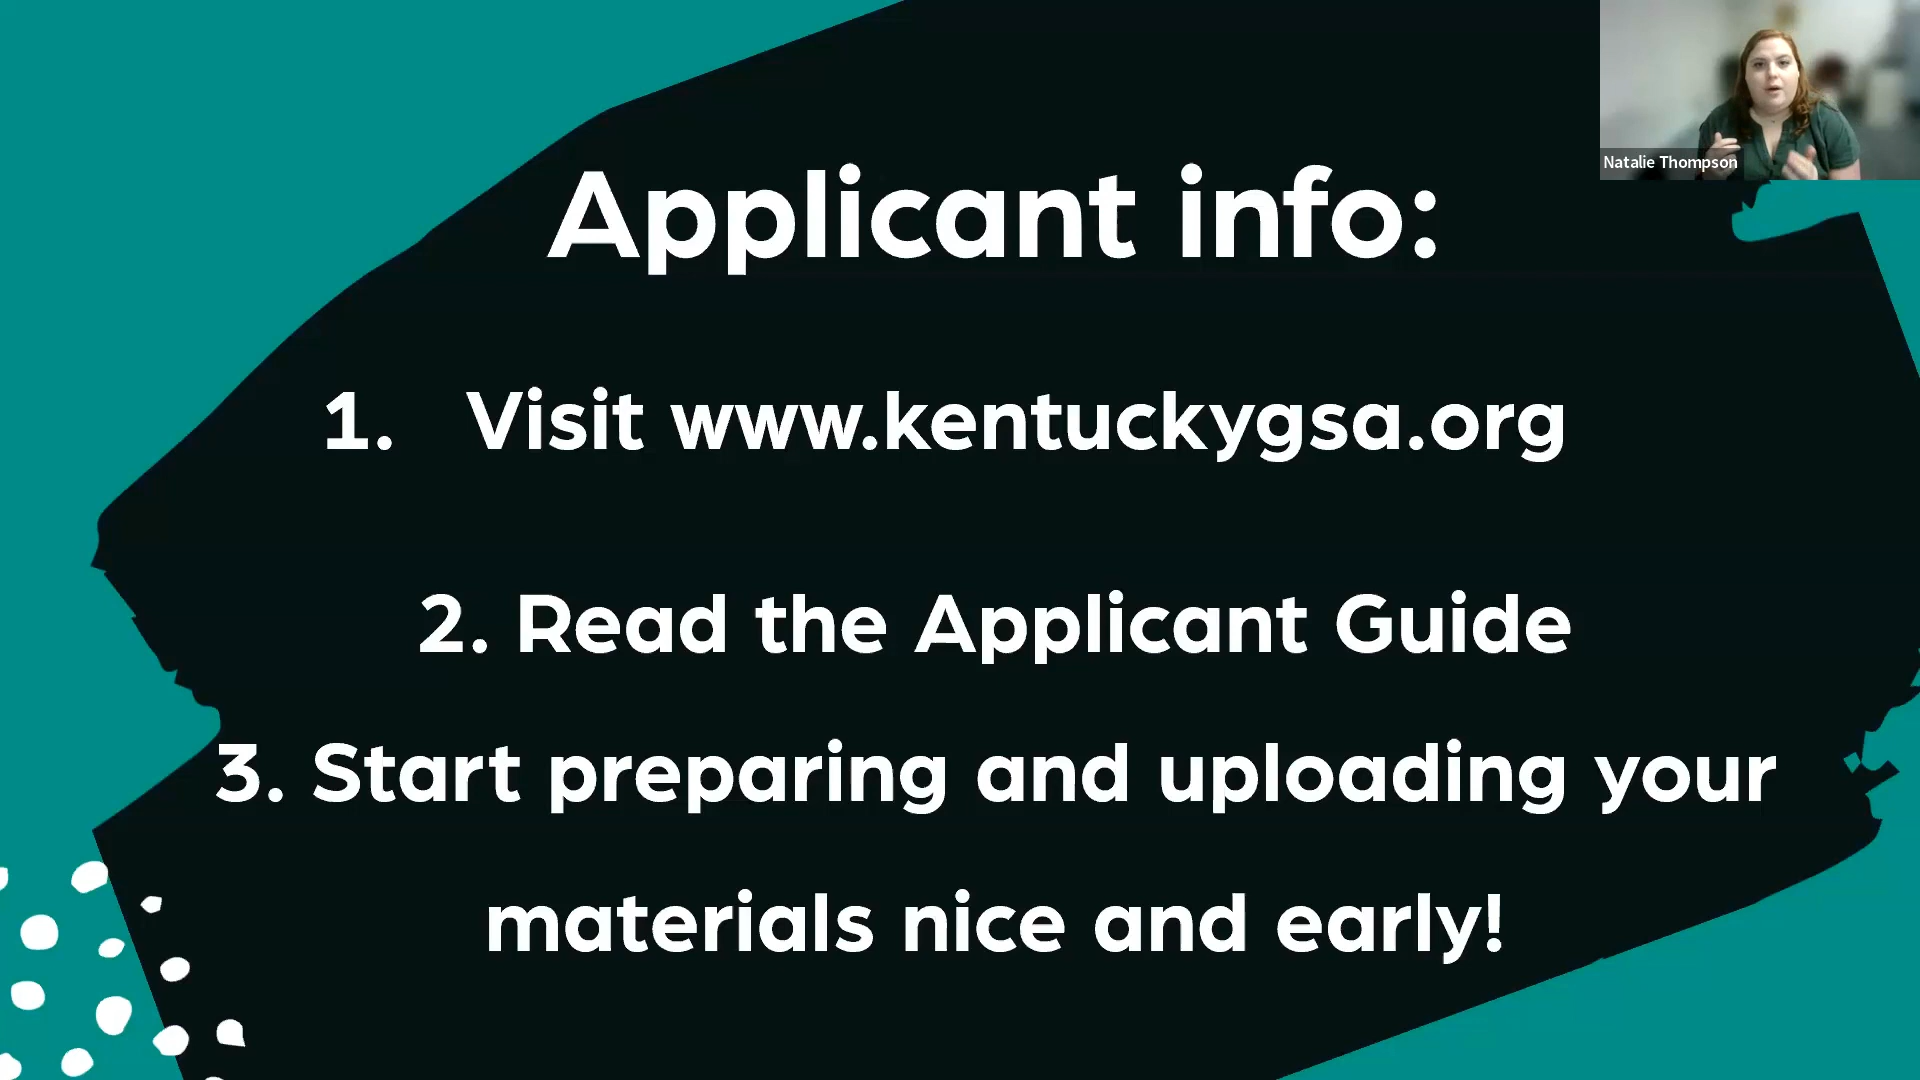 Natalie Thompson
Applicant info:
1. Visit www.kentuckygsa.org
2. Read the Applicant Guide
3. Start preparing and uploading your
materials nice and early!